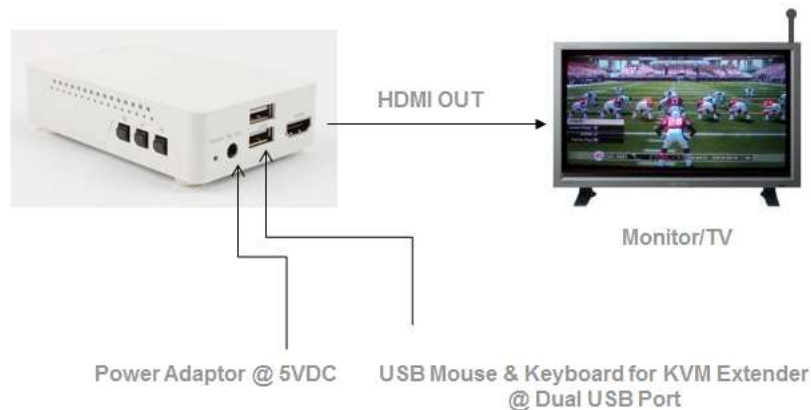 HDMI OUT
Monitor/TV
Power Adaptor @ 5VDC
USB Mouse & Keyboard for KVM Extender
@ Dual USB Port